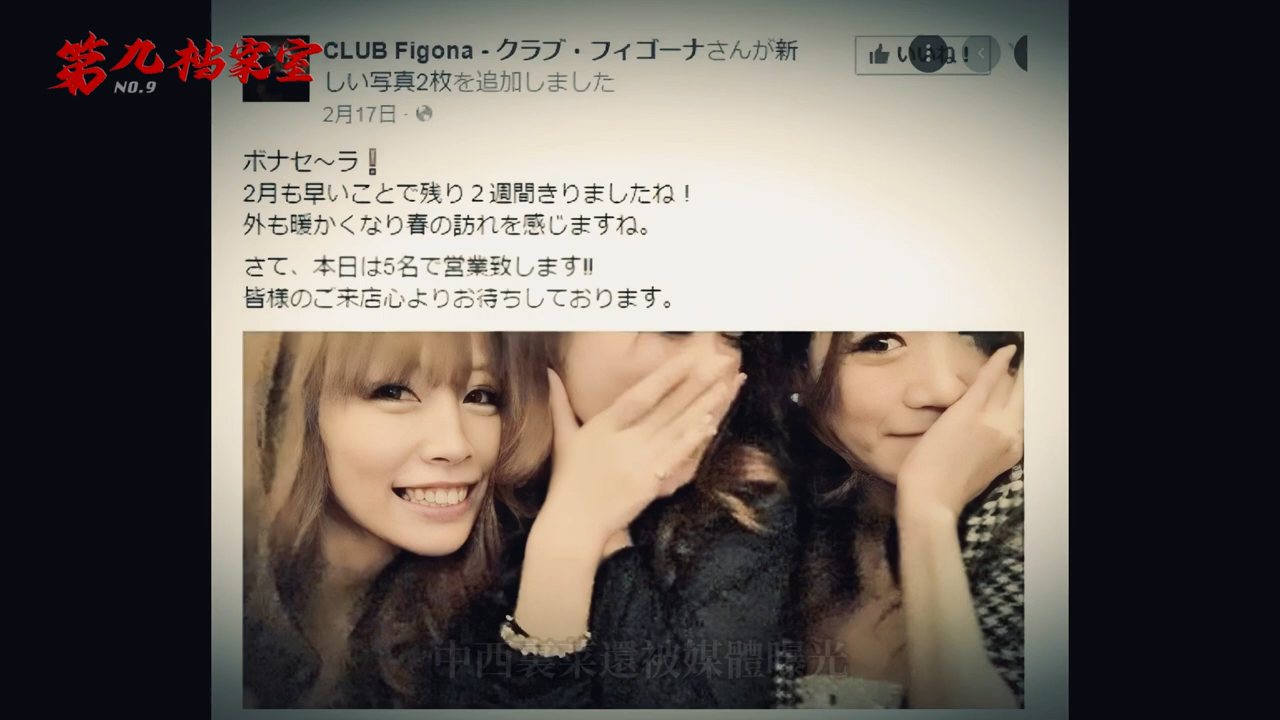 第九档案室
NO.9
CLUB Figona - クラブ・フィゴーナさんが新
しい写真2枚を追加しました
いいね！
2月17日 ·
ボナセ～ラ❗
2月も早いことで残り２週間きりましたね！
外も暖かくなり春の訪れを感じますね。
さて、本日は5名で営業致します!!
皆様のご来店心よりお待ちしております。
中西裏菜還被媒體曝光